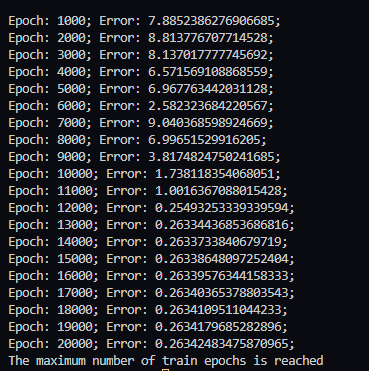 Epoch: 1000; Error: 7.8852386276906685;
Epoch: 2000; Error: 8.813776707714528;
Epoch: 3000; Error: 8.137017777745692;
Epoch: 4000; Error: 6.571569108868559;
Epoch: 5000; Error: 6.967763442031128;
Epoch: 6000; Error: 2.582323684220567;
Epoch: 7000; Error: 9.040368598924669;
Epoch: 8000; Error: 6.99651529916205;
Epoch: 9000; Error: 3.8174824750241685;
Epoch: 10000; Error: 1.738118354068051;
Epoch: 11000; Error: 1.0016367088015428;
Epoch: 12000; Error: 0.25493253339339594;
Epoch: 13000; Error: 0.26334436853686816;
Epoch: 14000; Error: 0.2633733840679719;
Epoch: 15000; Error: 0.26338648097252404;
Epoch: 16000; Error: 0.26339576344158333;
Epoch: 17000; Error: 0.26340365378803543;
Epoch: 18000; Error: 0.2634109511044233;
Epoch: 19000; Error: 0.2634179685282896;
Epoch: 20000; Error: 0.26342483475870965;
The maximum number of train epochs is reached